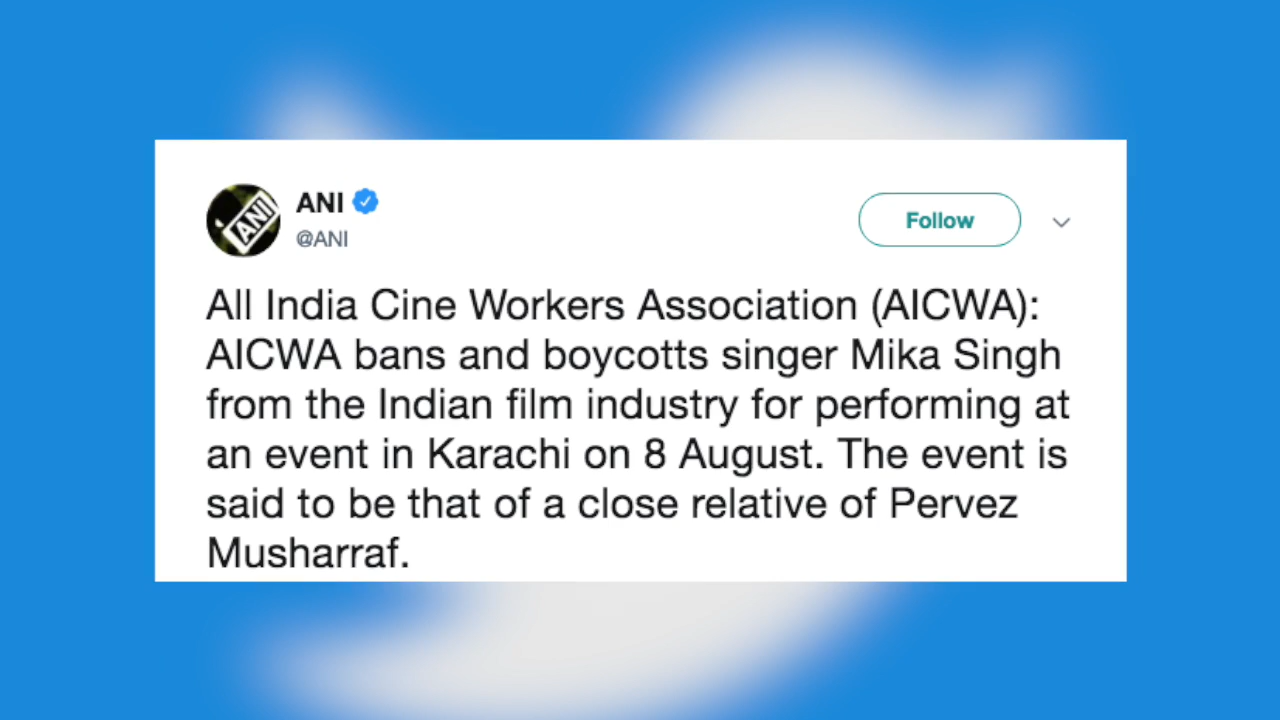 ANI
@ANI
Follow
ANI
All India Cine Workers Association (AICWA):
AICWA bans and boycotts singer Mika Singh
from the Indian film industry for performing at
an event in Karachi on 8 August. The event is
said to be that of a close relative of Pervez
Musharraf.